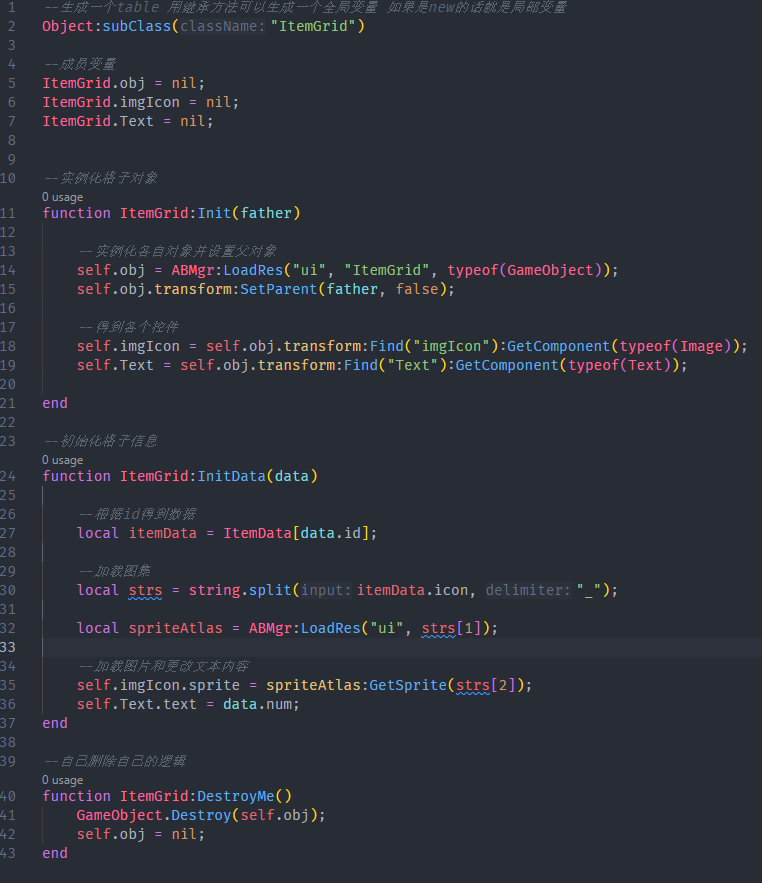 1 --生成一个table 用继承方法可以生成一个全局变量 如果是new的话就是局部变量
2 Object:subClass(className: "ItemGrid")
3
4 --成员变量
5 ItemGrid.obj = nil;
6 ItemGrid.imgIcon = nil;
7 ItemGrid.Text = nil;
8
9
10 --实例化格子对象
0 usage
11 function ItemGrid:Init(father)
12
13 --实例化各自对象并设置父对象
14 self.obj = ABMgr:LoadRes("ui", "ItemGrid", typeof(GameObject));
15 self.obj.transform:SetParent(father, false);
16
17 --得到各个控件
18 self.imgIcon = self.obj.transform:Find("imgIcon"):GetComponent(typeof(Image));
19 self.Text = self.obj.transform:Find("Text"):GetComponent(typeof(Text));
20
21 end
22
23 --初始化格子信息
0 usage
24 function ItemGrid:InitData(data)
25
26 --根据id得到数据
27 local itemData = ItemData[data.id];
28
29 --加载图集
30 local strs = string.split(input: itemData.icon, delimiter: "_");
31
32 local spriteAtlas = ABMgr:LoadRes("ui", strs[1]);
33
34 --加载图片和更改文本内容
35 self.imgIcon.sprite = spriteAtlas:GetSprite(strs[2]);
36 self.Text.text = data.num;
37 end
38
39 --自己删除自己的逻辑
0 usage
40 function ItemGrid:DestroyMe()
41 GameObject.Destroy(self.obj);
42 self.obj = nil;
43 end